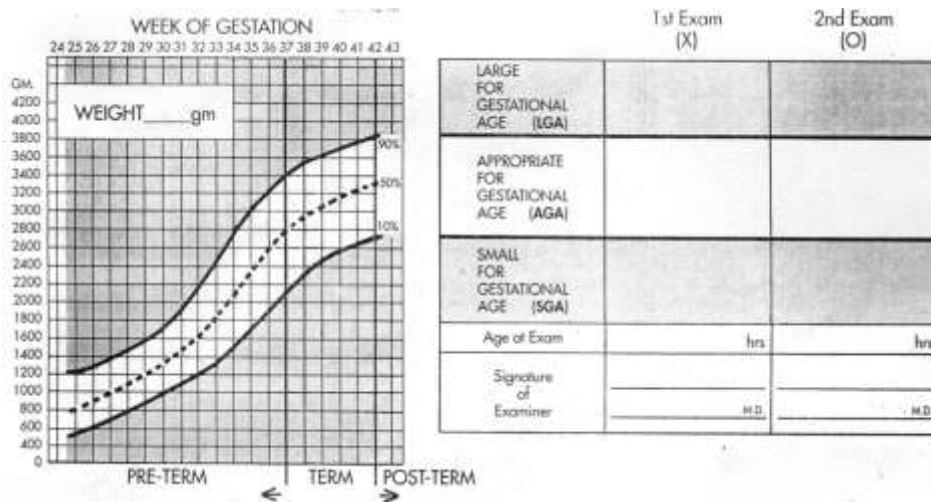 WEEK OF GESTATION
24 25 26 27 28 29 30 31 32 33 34 35 36 37 38 39 40 41 42 43
GM.
4200
4000
3800
3600
3400
3200
3000
2800
2600
2400
2200
2000
1800
1600
1400
1200
1000
800
600
400
0
WEIGHT_____gm
90%
50%
10%
PRE-TERM
TERM
POST-TERM
1st Exam
(X)
2nd Exam
(O)
LARGE
FOR
GESTATIONAL
AGE (LGA)
APPROPRIATE
FOR
GESTATIONAL
AGE (AGA)
SMALL
FOR
GESTATIONAL
AGE (SGA)
Age at Exam
hrs
hrs
Signature
of
Examiner
M.D.
M.D.